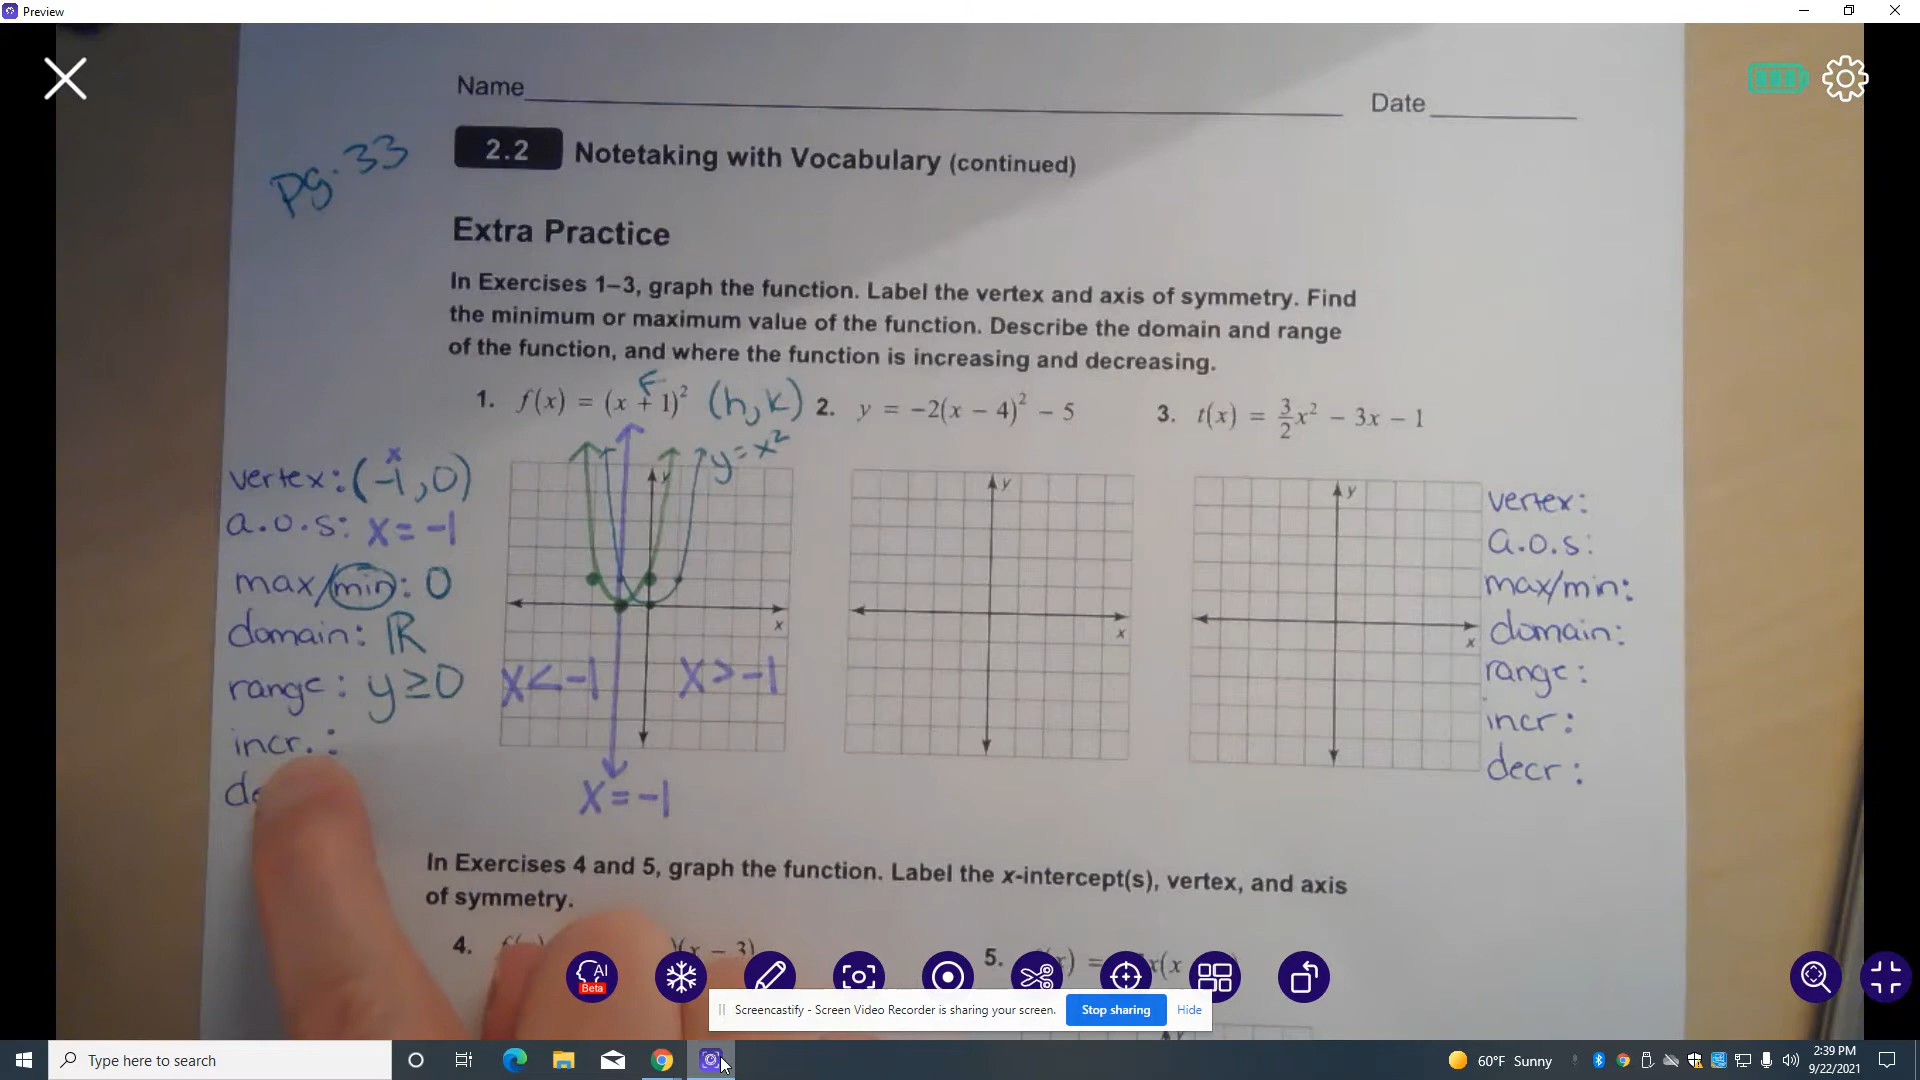 Preview
Name
Date
pg. 33
2.2 Notetaking with Vocabulary (continued)
Extra Practice
In Exercises 1–3, graph the function. Label the vertex and axis of symmetry. Find
the minimum or maximum value of the function. Describe the domain and range
of the function, and where the function is increasing and decreasing.
1. f(x) = (x + 1)² (h,k)
2. y = −2(x − 4)² − 5
3. t(x) = 3/2x² − 3x − 1
vertex: (-1,0)
x
a.o.s: x = -1
max/min: 0
domain: ℝ
range: y≥0
incr.:
y = x²
y
x
x < -1
x > -1
x = -1
y
x
y
x
vertex:
a.o.s:
max/min:
domain:
range:
incr:
decr:
In Exercises 4 and 5, graph the function. Label the x-intercept(s), vertex, and axis
of symmetry.
4. (x − 3)
5.
AI
Beta
Screencastify - Screen Video Recorder is sharing your screen. Stop sharing Hide
Type here to search
60°F Sunny
2:39 PM
9/22/2021